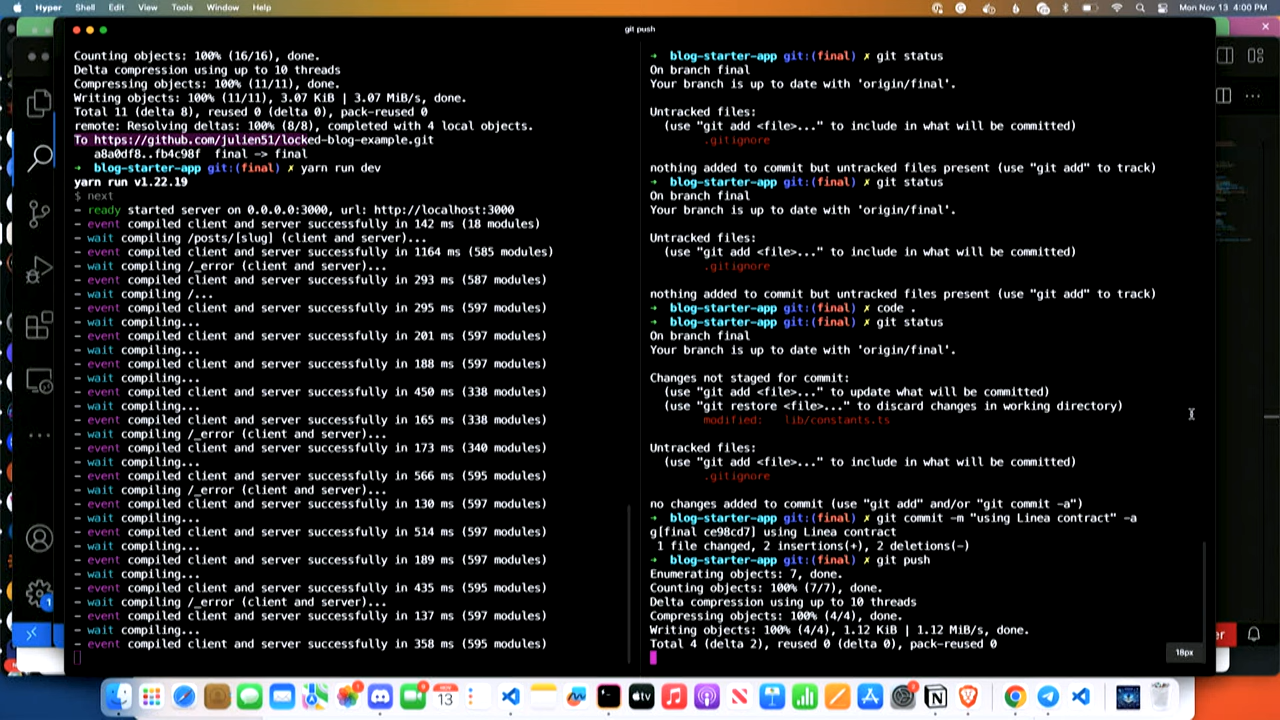 Hyper Shell Edit View Tools Window Help
Mon Nov 13 4:00 PM
git push
Counting objects: 100% (16/16), done.
Delta compression using up to 10 threads
Compressing objects: 100% (11/11), done.
Writing objects: 100% (11/11), 3.07 KiB | 3.07 MiB/s, done.
Total 11 (delta 8), reused 0 (delta 0), pack-reused 0
remote: Resolving deltas: 100% (8/8), completed with 4 local objects.
To https://github.com/julien51/locked-blog-example.git
a8a0df8..fb4c98f final -> final
➜ blog-starter-app git:(final) ✗ yarn run dev
yarn run v1.22.19
$ next
- ready started server on 0.0.0.0:3000, url: http://localhost:3000
- event compiled client and server successfully in 142 ms (18 modules)
- wait compiling /posts/[slug] (client and server)...
- event compiled client and server successfully in 1164 ms (585 modules)
- wait compiling /_error (client and server)...
- event compiled client and server successfully in 293 ms (587 modules)
- wait compiling /...
- event compiled client and server successfully in 295 ms (597 modules)
- wait compiling...
- event compiled client and server successfully in 201 ms (597 modules)
- wait compiling...
- event compiled client and server successfully in 188 ms (597 modules)
- wait compiling...
- event compiled client and server successfully in 450 ms (338 modules)
- wait compiling...
- event compiled client and server successfully in 165 ms (338 modules)
- wait compiling /_error (client and server)...
- event compiled client and server successfully in 173 ms (340 modules)
- wait compiling...
- event compiled client and server successfully in 566 ms (595 modules)
- wait compiling /_error (client and server)...
- event compiled client and server successfully in 130 ms (597 modules)
- wait compiling...
- event compiled client and server successfully in 514 ms (597 modules)
- wait compiling...
- event compiled client and server successfully in 189 ms (597 modules)
- wait compiling...
- event compiled client and server successfully in 435 ms (595 modules)
- wait compiling /_error (client and server)...
- event compiled client and server successfully in 137 ms (597 modules)
- wait compiling...
- event compiled client and server successfully in 358 ms (595 modules)
➜ blog-starter-app git:(final) ✗ git status
On branch final
Your branch is up to date with 'origin/final'.
Untracked files:
(use "git add <file>..." to include in what will be committed)
.gitignore
nothing added to commit but untracked files present (use "git add" to track)
➜ blog-starter-app git:(final) ✗ git status
On branch final
Your branch is up to date with 'origin/final'.
Untracked files:
(use "git add <file>..." to include in what will be committed)
.gitignore
nothing added to commit but untracked files present (use "git add" to track)
➜ blog-starter-app git:(final) ✗ code .
➜ blog-starter-app git:(final) ✗ git status
On branch final
Your branch is up to date with 'origin/final'.
Changes not staged for commit:
(use "git add <file>..." to update what will be committed)
(use "git restore <file>..." to discard changes in working directory)
modified: lib/constants.ts
Untracked files:
(use "git add <file>..." to include in what will be committed)
.gitignore
no changes added to commit (use "git add" and/or "git commit -a")
➜ blog-starter-app git:(final) ✗ git commit -m "using Linea contract" -a
g[final ce98cd7] using Linea contract
1 file changed, 2 insertions(+), 2 deletions(-)
➜ blog-starter-app git:(final) ✗ git push
Enumerating objects: 7, done.
Counting objects: 100% (7/7), done.
Delta compression using up to 10 threads
Compressing objects: 100% (4/4), done.
Writing objects: 100% (4/4), 1.12 KiB | 1.12 MiB/s, done.
Total 4 (delta 2), reused 0 (delta 0), pack-reused 0
18px
NOV
13
tv